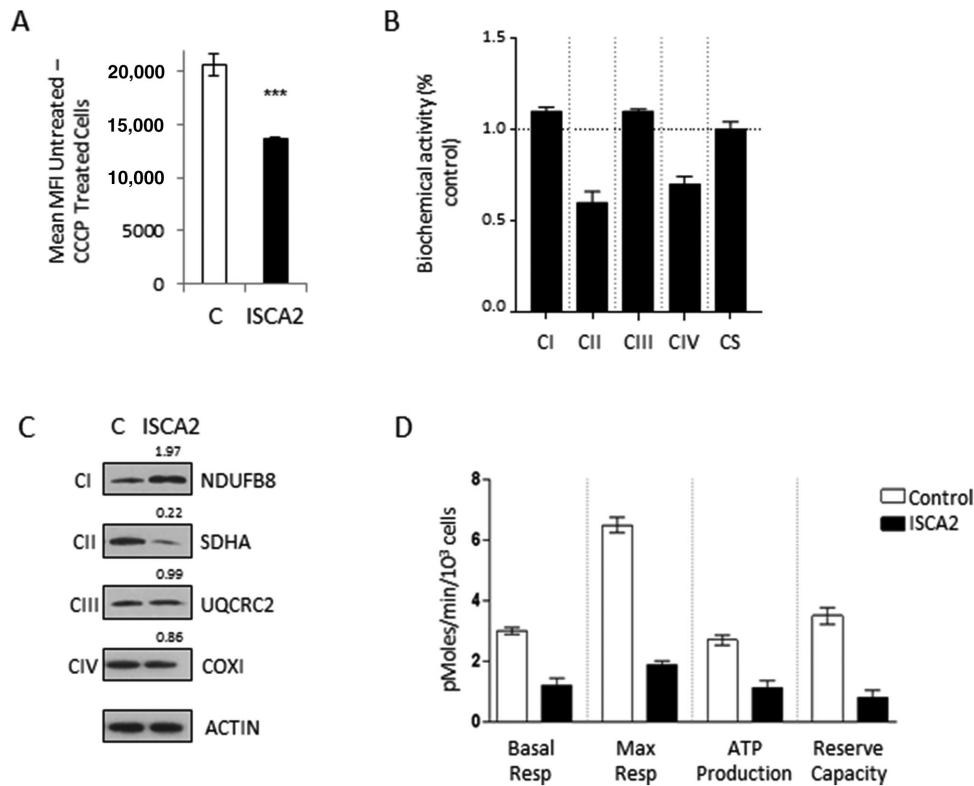 A
Mean MFI Untreated –
CCCP Treated Cells
20,000
15,000
10,000
5000
0
***
C ISCA2
B
Biochemical activity (%
control)
1.5
1.0
0.5
0.0
CI CII CIII CIV CS
C
C ISCA2
1.97
CI NDUFB8
0.22
CII SDHA
0.99
CIII UQCRC2
0.86
CIV COXI
ACTIN
D
pMoles/min/10³ cells
8
6
4
2
0
Control
ISCA2
Basal Resp
Max Resp
ATP Production
Reserve Capacity